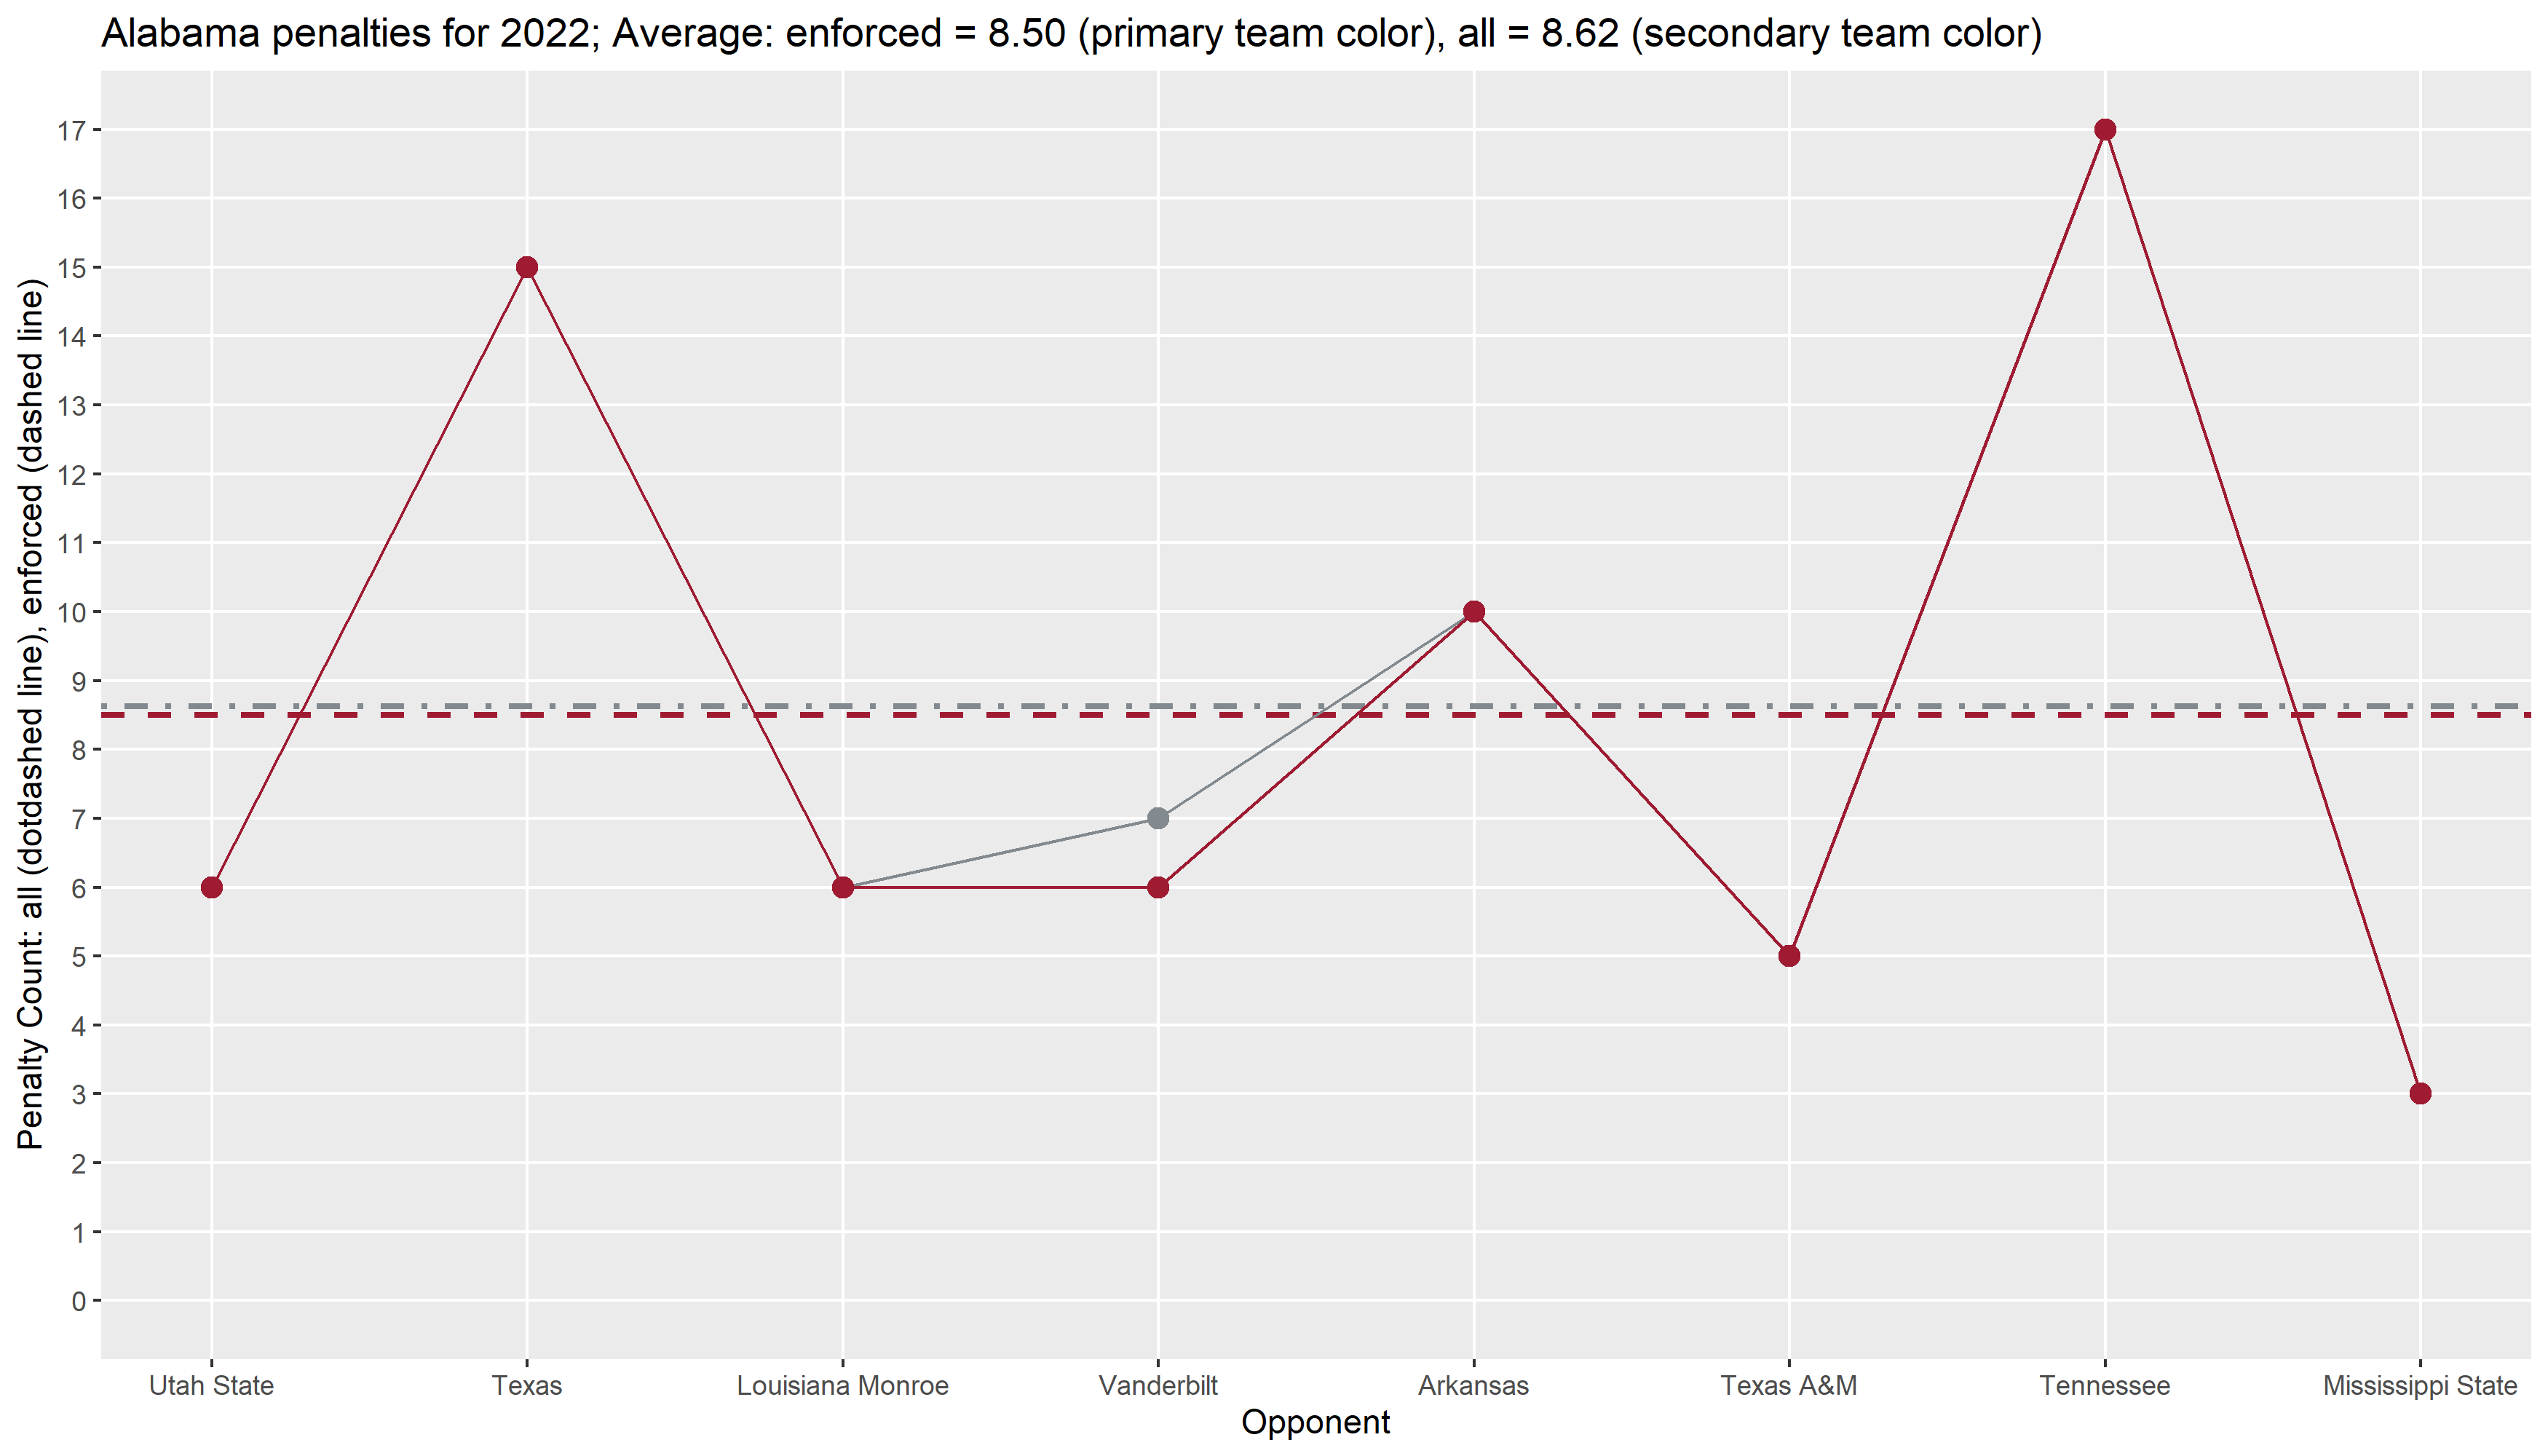 Alabama penalties for 2022; Average: enforced = 8.50 (primary team color), all = 8.62 (secondary team color)
Penalty Count: all (dotdashed line), enforced (dashed line)
17
16
15
14
13
12
11
10
9
8
7
6
5
4
3
2
1
0
Utah State
Texas
Louisiana Monroe
Vanderbilt
Arkansas
Texas A&M
Tennessee
Mississippi State
Opponent